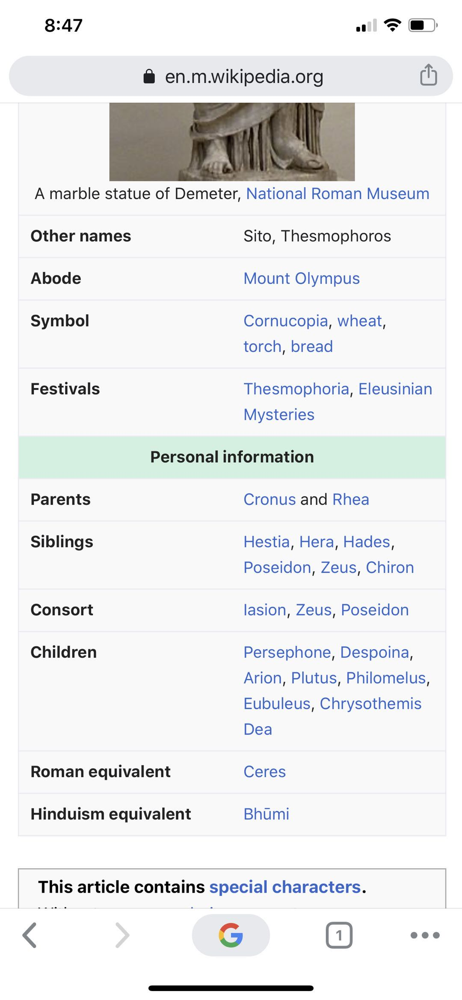 8:47
en.m.wikipedia.org
A marble statue of Demeter, National Roman Museum
Other names Sito, Thesmophoros
Abode Mount Olympus
Symbol Cornucopia, wheat,
torch, bread
Festivals Thesmophoria, Eleusinian
Mysteries
Personal information
Parents Cronus and Rhea
Siblings Hestia, Hera, Hades,
Poseidon, Zeus, Chiron
Consort Iasion, Zeus, Poseidon
Children Persephone, Despoina,
Arion, Plutus, Philomelus,
Eubuleus, Chrysothemis
Dea
Roman equivalent Ceres
Hinduism equivalent Bhūmi
This article contains special characters.
1